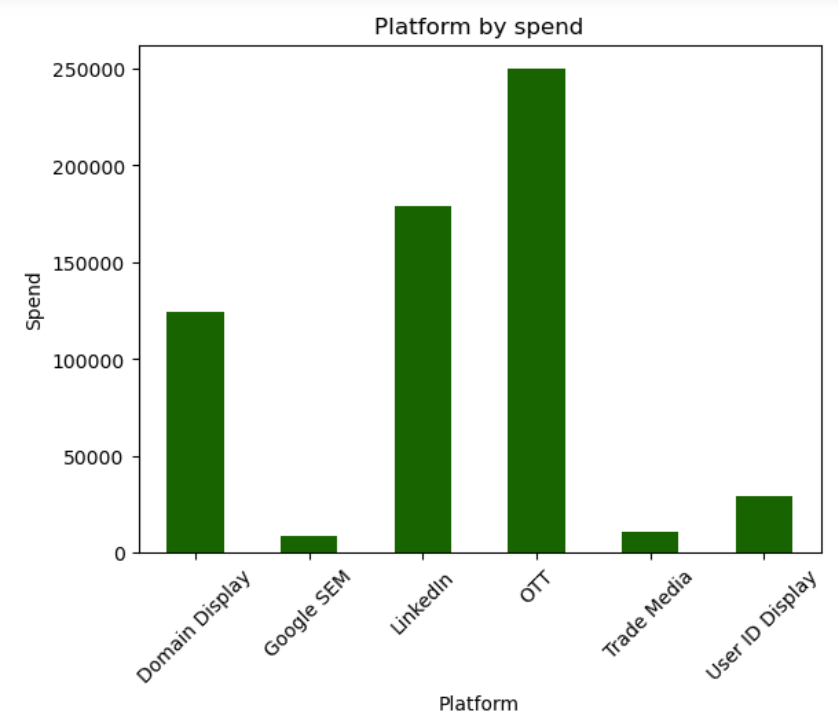 Platform by spend
250000
200000
150000
100000
50000
0
Spend
Domain Display
Google SEM
LinkedIn
OTT
Trade Media
User ID Display
Platform